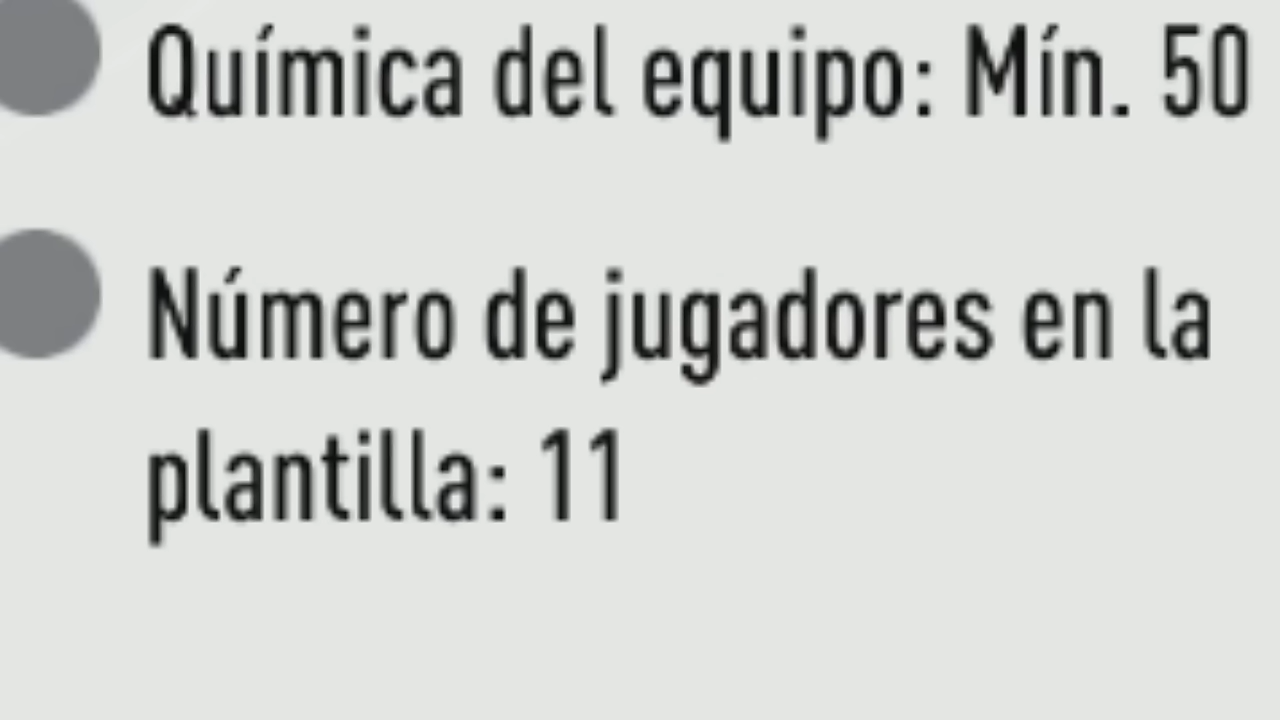 Química del equipo: Mín. 50
Número de jugadores en la
plantilla: 11